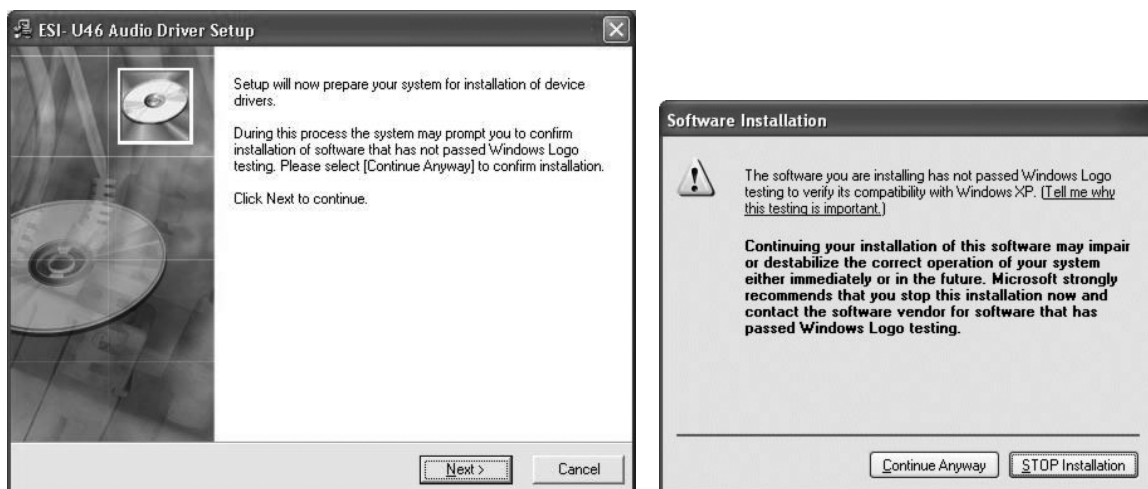 ESI- U46 Audio Driver Setup
Setup will now prepare your system for installation of device
drivers.
During this process the system may prompt you to confirm
installation of software that has not passed Windows Logo
testing. Please select [Continue Anyway] to confirm installation.
Click Next to continue.
Next >
Cancel
Software Installation
The software you are installing has not passed Windows Logo
testing to verify its compatibility with Windows XP. (Tell me why
this testing is important.)
Continuing your installation of this software may impair
or destabilize the correct operation of your system
either immediately or in the future. Microsoft strongly
recommends that you stop this installation now and
contact the software vendor for software that has
passed Windows Logo testing.
Continue Anyway
STOP Installation